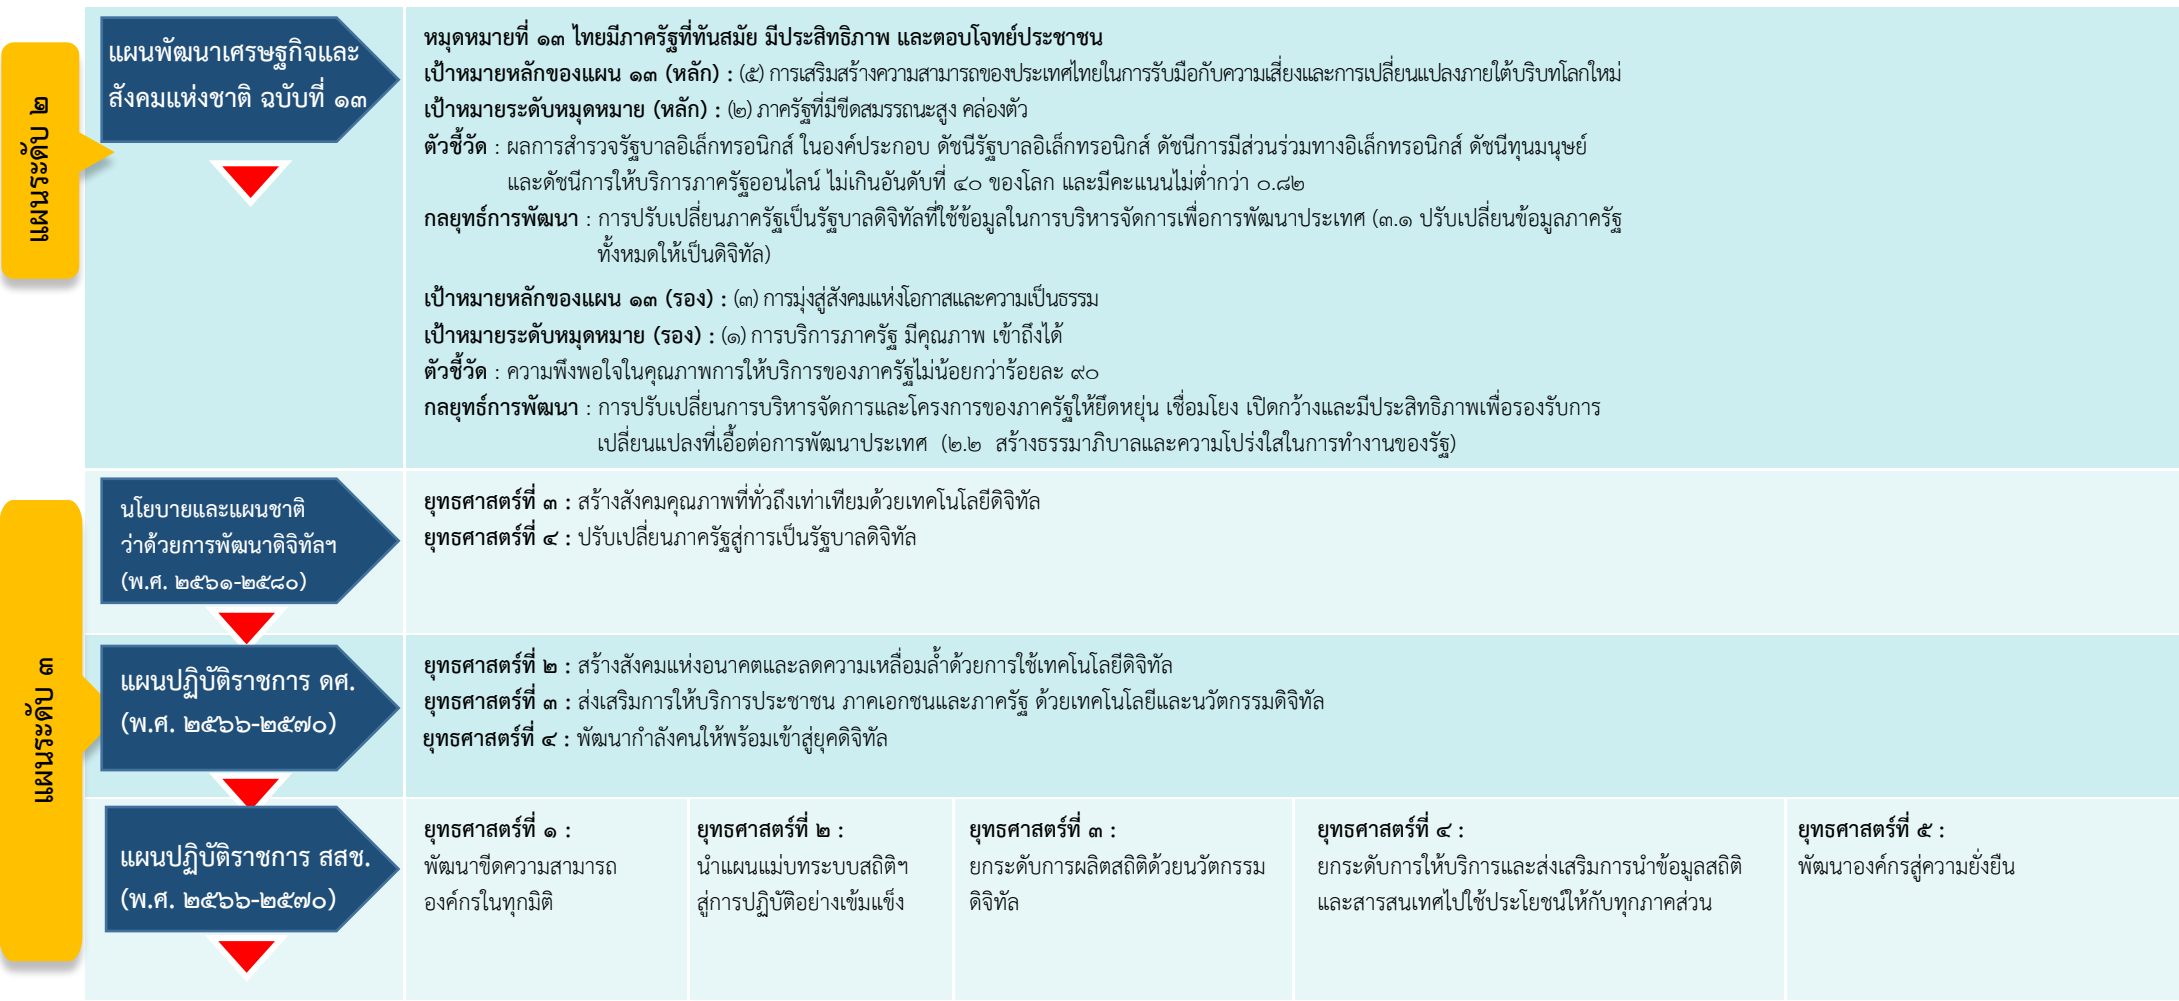 แผนระดับ ๒
แผนพัฒนาเศรษฐกิจและ
สังคมแห่งชาติ ฉบับที่ ๑๓
หมุดหมายที่ ๑๓ ไทยมีภาครัฐที่ทันสมัย มีประสิทธิภาพ และตอบโจทย์ประชาชน
เป้าหมายหลักของแผน ๑๓ (หลัก) : (๕) การเสริมสร้างความสามารถของประเทศไทยในการรับมือกับความเสี่ยงและการเปลี่ยนแปลงภายใต้บริบทโลกใหม่
เป้าหมายระดับหมุดหมาย (หลัก) : (๒) ภาครัฐที่มีขีดสมรรถนะสูง คล่องตัว
ตัวชี้วัด : ผลการสำรวจรัฐบาลอิเล็กทรอนิกส์ ในองค์ประกอบ ดัชนีรัฐบาลอิเล็กทรอนิกส์ ดัชนีการมีส่วนร่วมทางอิเล็กทรอนิกส์ ดัชนีทุนมนุษย์
และดัชนีการให้บริการภาครัฐออนไลน์ ไม่เกินอันดับที่ ๔๐ ของโลก และมีคะแนนไม่ต่ำกว่า ๐.๘๒
กลยุทธ์การพัฒนา : การปรับเปลี่ยนภาครัฐเป็นรัฐบาลดิจิทัลที่ใช้ข้อมูลในการบริหารจัดการเพื่อการพัฒนาประเทศ (๓.๑ ปรับเปลี่ยนข้อมูลภาครัฐ
ทั้งหมดให้เป็นดิจิทัล)
เป้าหมายหลักของแผน ๑๓ (รอง) : (๓) การมุ่งสู่สังคมแห่งโอกาสและความเป็นธรรม
เป้าหมายระดับหมุดหมาย (รอง) : (๑) การบริการภาครัฐ มีคุณภาพ เข้าถึงได้
ตัวชี้วัด : ความพึงพอใจในคุณภาพการให้บริการของภาครัฐไม่น้อยกว่าร้อยละ ๙๐
กลยุทธ์การพัฒนา : การปรับเปลี่ยนการบริหารจัดการและโครงการของภาครัฐให้ยึดหยุ่น เชื่อมโยง เปิดกว้างและมีประสิทธิภาพเพื่อรองรับการ
เปลี่ยนแปลงที่เอื้อต่อการพัฒนาประเทศ (๒.๒ สร้างธรรมาภิบาลและความโปร่งใสในการทำงานของรัฐ)
แผนระดับ ๓
นโยบายและแผนชาติ
ว่าด้วยการพัฒนาดิจิทัลฯ
(พ.ศ. ๒๕๖๑-๒๕๘๐)
ยุทธศาสตร์ที่ ๓ : สร้างสังคมคุณภาพที่ทั่วถึงเท่าเทียมด้วยเทคโนโลยีดิจิทัล
ยุทธศาสตร์ที่ ๔ : ปรับเปลี่ยนภาครัฐสู่การเป็นรัฐบาลดิจิทัล
แผนปฏิบัติราชการ ดศ.
(พ.ศ. ๒๕๖๖-๒๕๗๐)
ยุทธศาสตร์ที่ ๒ : สร้างสังคมแห่งอนาคตและลดความเหลื่อมล้ำด้วยการใช้เทคโนโลยีดิจิทัล
ยุทธศาสตร์ที่ ๓ : ส่งเสริมการให้บริการประชาชน ภาคเอกชนและภาครัฐ ด้วยเทคโนโลยีและนวัตกรรมดิจิทัล
ยุทธศาสตร์ที่ ๔ : พัฒนากำลังคนให้พร้อมเข้าสู่ยุคดิจิทัล
แผนปฏิบัติราชการ สสช.
(พ.ศ. ๒๕๖๖-๒๕๗๐)
ยุทธศาสตร์ที่ ๑ :
พัฒนาขีดความสามารถ
องค์กรในทุกมิติ
ยุทธศาสตร์ที่ ๒ :
นำแผนแม่บทระบบสถิติฯ
สู่การปฏิบัติอย่างเข้มแข็ง
ยุทธศาสตร์ที่ ๓ :
ยกระดับการผลิตสถิติด้วยนวัตกรรม
ดิจิทัล
ยุทธศาสตร์ที่ ๔ :
ยกระดับการให้บริการและส่งเสริมการนำข้อมูลสถิติ
และสารสนเทศไปใช้ประโยชน์ให้กับทุกภาคส่วน
ยุทธศาสตร์ที่ ๕ :
พัฒนาองค์กรสู่ความยั่งยืน